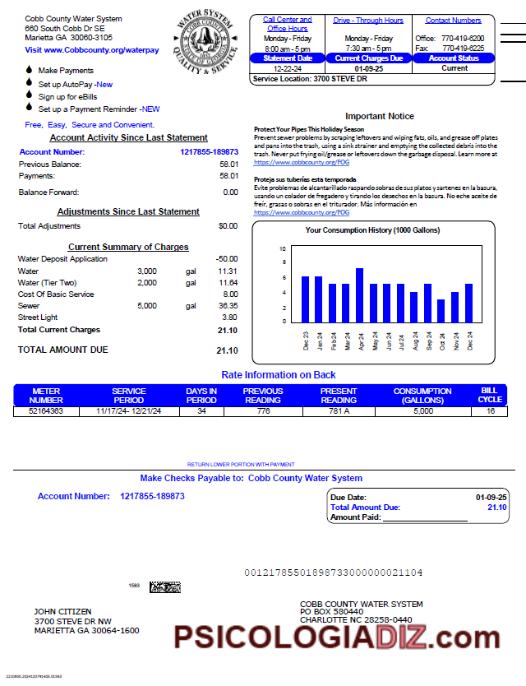 Cobb County Water System
660 South Cobb Dr SE
Marietta GA  30060-3105
Visit www.Cobbcounty.org/waterpay
Make Payments
Set up AutoPay -New
Sign up for eBills
Set up a Payment Reminder -NEW
Free, Easy, Secure and Convenient.
WATER SYSTEM
QUALITY & SERVICE
Call Center and Office Hours
Monday - Friday
8:00 am - 5 pm
Drive - Through Hours
Monday - Friday
7:30 am - 5 pm
Contact Numbers
Office: 770-419-6200
Fax: 770-419-6225
Statement Date Current Charges Due Account Status
12-22-24 01-09-25 Current
Service Location: 3700 STEVE DR
Account Activity Since Last Statement
Account Number: 1217855-189873
Previous Balance: 58.01
Payments: 58.01
Balance Forward: 0.00
Adjustments Since Last Statement
Total Adjustments $0.00
Current Summary of Charges
Water Deposit Application -50.00
Water 3,000 gal 11.31
Water (Tier Two) 2,000 gal 11.64
Cost Of Basic Service 8.00
Sewer 5,000 gal 36.35
Street Light 3.80
Total Current Charges 21.10
TOTAL AMOUNT DUE 21.10
Important Notice
Protect Your Pipes This Holiday Season
Prevent sewer problems by scraping leftovers and wiping fats, oils, and grease off plates
and pans into the trash, using a sink strainer and emptying the collected debris into the
trash. Never put frying oil/grease or leftovers down the garbage disposal. Learn more at
https://www.cobbcounty.org/FOG
Proteja sus tuberías esta temporada
Evite problemas de alcantarillado raspando sobras de sus platos y sartenes en la basura,
usando un colador de fregadero y tirando los desechos en la basura. No eche aceite de
freír, grasas o sobras en el triturador. Más información en
https://www.cobbcounty.org/FOG
Your Consumption History (1000 Gallons)
10
8
6
4
2
0
Dec 23 Jan 24 Feb 24 Mar 24 Apr 24 May 24 Jun 24 Jul 24 Aug 24 Sep 24 Oct 24 Nov 24 Dec 24
Rate Information on Back
METER NUMBER SERVICE PERIOD DAYS IN PERIOD PREVIOUS READING PRESENT READING CONSUMPTION (GALLONS) BILL CYCLE
52164363 11/17/24- 12/21/24 34 776 781 A 5,000 16
RETURN LOWER PORTION WITH PAYMENT
Make Checks Payable to: Cobb County Water System
Account Number: 1217855-189873
Due Date: 01-09-25
Total Amount Due: 21.10
Amount Paid:
1593
JOHN CITIZEN
3700 STEVE DR NW
MARIETTA GA 30064-1600
COBB COUNTY WATER SYSTEM
PO BOX 580440
CHARLOTTE NC 28258-0440
PSICOLOGIADIZ.com